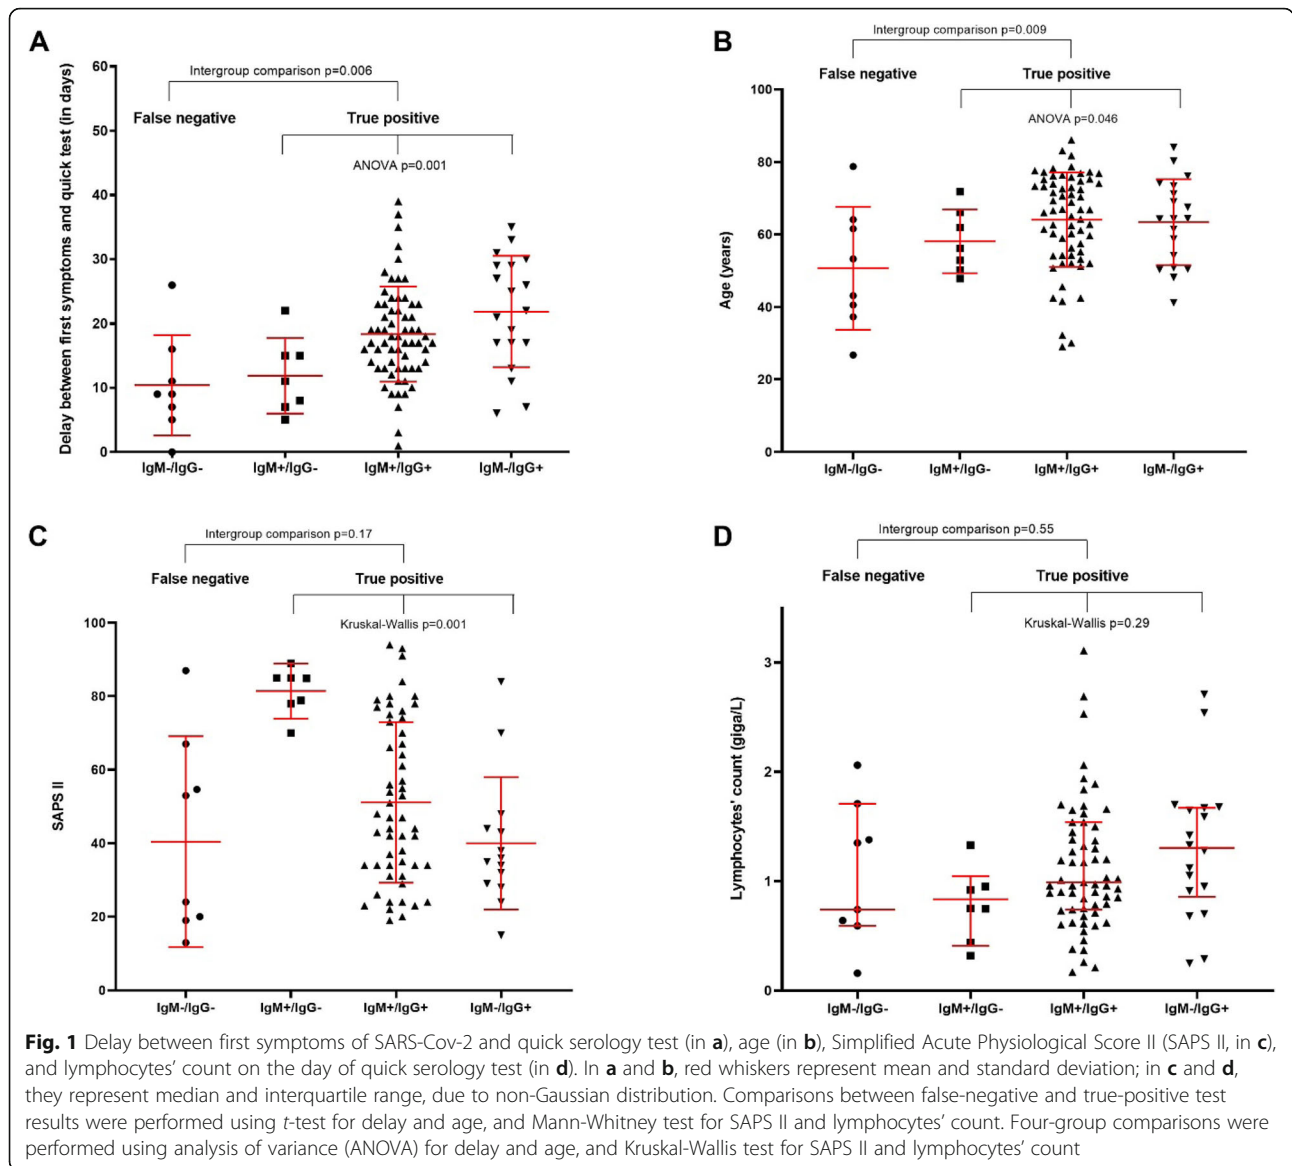 A
Intergroup comparison p=0.006
False negative
True positive
ANOVA p=0.001
Delay between first symptoms and quick test (in days)
60
50
40
30
20
10
0
IgM-/IgG-
IgM+/IgG-
IgM+/IgG+
IgM-/IgG+
B
Intergroup comparison p=0.009
False negative
True positive
ANOVA p=0.046
Age (years)
100
80
60
40
20
0
IgM-/IgG-
IgM+/IgG-
IgM+/IgG+
IgM-/IgG+
C
Intergroup comparison p=0.17
False negative
True positive
Kruskal-Wallis p=0.001
SAPS II
100
80
60
40
20
0
IgM-/IgG-
IgM+/IgG-
IgM+/IgG+
IgM-/IgG+
D
Intergroup comparison p=0.55
False negative
True positive
Kruskal-Wallis p=0.29
Lymphocytes' count (giga/L)
3
2
1
0
IgM-/IgG-
IgM+/IgG-
IgM+/IgG+
IgM-/IgG+
Fig. 1 Delay between first symptoms of SARS-Cov-2 and quick serology test (in a), age (in b), Simplified Acute Physiological Score II (SAPS II, in c),
and lymphocytes' count on the day of quick serology test (in d). In a and b, red whiskers represent mean and standard deviation; in c and d,
they represent median and interquartile range, due to non-Gaussian distribution. Comparisons between false-negative and true-positive test
results were performed using t-test for delay and age, and Mann-Whitney test for SAPS II and lymphocytes' count. Four-group comparisons were
performed using analysis of variance (ANOVA) for delay and age, and Kruskal-Wallis test for SAPS II and lymphocytes' count